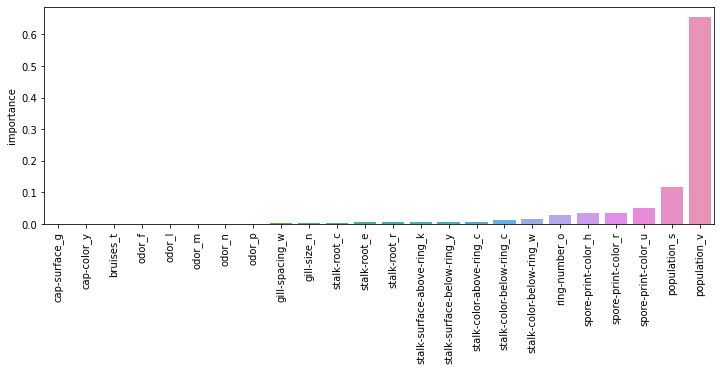 importance
0.6
0.5
0.4
0.3
0.2
0.1
0.0
cap-surface_g
cap-color_y
bruises_t
odor_f
odor_l
odor_m
odor_n
odor_p
gill-spacing_w
gill-size_n
stalk-root_c
stalk-root_e
stalk-root_r
stalk-surface-above-ring_k
stalk-surface-below-ring_y
stalk-color-above-ring_c
stalk-color-below-ring_c
stalk-color-below-ring_w
ring-number_o
spore-print-color_h
spore-print-color_r
spore-print-color_u
population_s
population_v